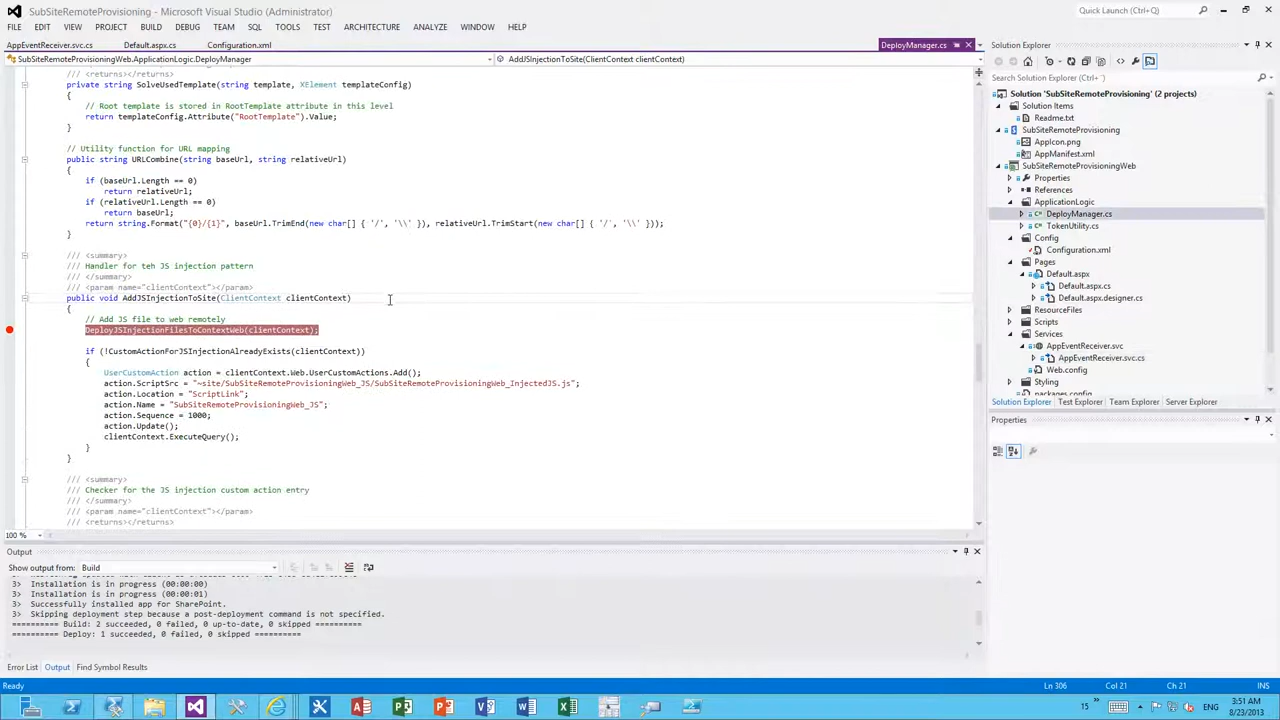 SubSiteRemoteProvisioning - Microsoft Visual Studio (Administrator)
Quick Launch (Ctrl+Q)
FILE EDIT VIEW PROJECT BUILD DEBUG TEAM SQL TOOLS TEST ARCHITECTURE ANALYZE WINDOW HELP
AppEventReceiver.svc.cs Default.aspx.cs Configuration.xml DeployManager.cs
SubSiteRemoteProvisioningWeb.ApplicationLogic.DeployManager
AddJSInjectionToSite(ClientContext clientContext)
/// <returns></returns>
private string SolveUsedTemplate(string template, XElement templateConfig)
{
// Root template is stored in RootTemplate attribute in this level
return templateConfig.Attribute("RootTemplate").Value;
}
// Utility function for URL mapping
public string URLCombine(string baseUrl, string relativeUrl)
{
if (baseUrl.Length == 0)
return relativeUrl;
if (relativeUrl.Length == 0)
return baseUrl;
return string.Format("{0}/{1}", baseUrl.TrimEnd(new char[] { '/', '\\' }), relativeUrl.TrimStart(new char[] { '/', '\\' }));
}
/// <summary>
/// Handler for teh JS injection pattern
/// </summary>
/// <param name="clientContext"></param>
public void AddJSInjectionToSite(ClientContext clientContext)
{
// Add JS file to web remotely
DeployJSInjectionFilesToContextWeb(clientContext);
if (!CustomActionForJSInjectionAlreadyExists(clientContext))
{
UserCustomAction action = clientContext.Web.UserCustomActions.Add();
action.ScriptSrc = "~site/SubSiteRemoteProvisioningWeb_JS/SubSiteRemoteProvisioningWeb_InjectedJS.js";
action.Location = "ScriptLink";
action.Name = "SubSiteRemoteProvisioningWeb_JS";
action.Sequence = 1000;
action.Update();
clientContext.ExecuteQuery();
}
}
/// <summary>
/// Checker for the JS injection custom action entry
/// </summary>
/// <param name="clientContext"></param>
/// <returns></returns>
100 %
Output
Show output from: Build
3> Installation is in progress (00:00:00)
3> Installation is in progress (00:00:01)
3> Successfully installed app for SharePoint.
3> Skipping deployment step because a post-deployment command is not specified.
========== Build: 2 succeeded, 0 failed, 0 up-to-date, 0 skipped ==========
========== Deploy: 1 succeeded, 0 failed, 0 skipped ==========
Error List Output Find Symbol Results
Solution Explorer
Search Solution Explorer (Ctrl+¨)
Solution 'SubSiteRemoteProvisioning' (2 projects)
Solution Items
Readme.txt
SubSiteRemoteProvisioning
AppIcon.png
AppManifest.xml
SubSiteRemoteProvisioningWeb
Properties
References
ApplicationLogic
DeployManager.cs
TokenUtility.cs
Config
Configuration.xml
Pages
Default.aspx
Default.aspx.cs
Default.aspx.designer.cs
ResourceFiles
Scripts
Services
AppEventReceiver.svc
AppEventReceiver.svc.cs
Web.config
Styling
packages.config
Solution Explorer Test Explorer Team Explorer Server Explorer
Properties
Ready
Ln 306 Col 21 Ch 21 INS
15 ENG
3:51 AM
8/23/2013